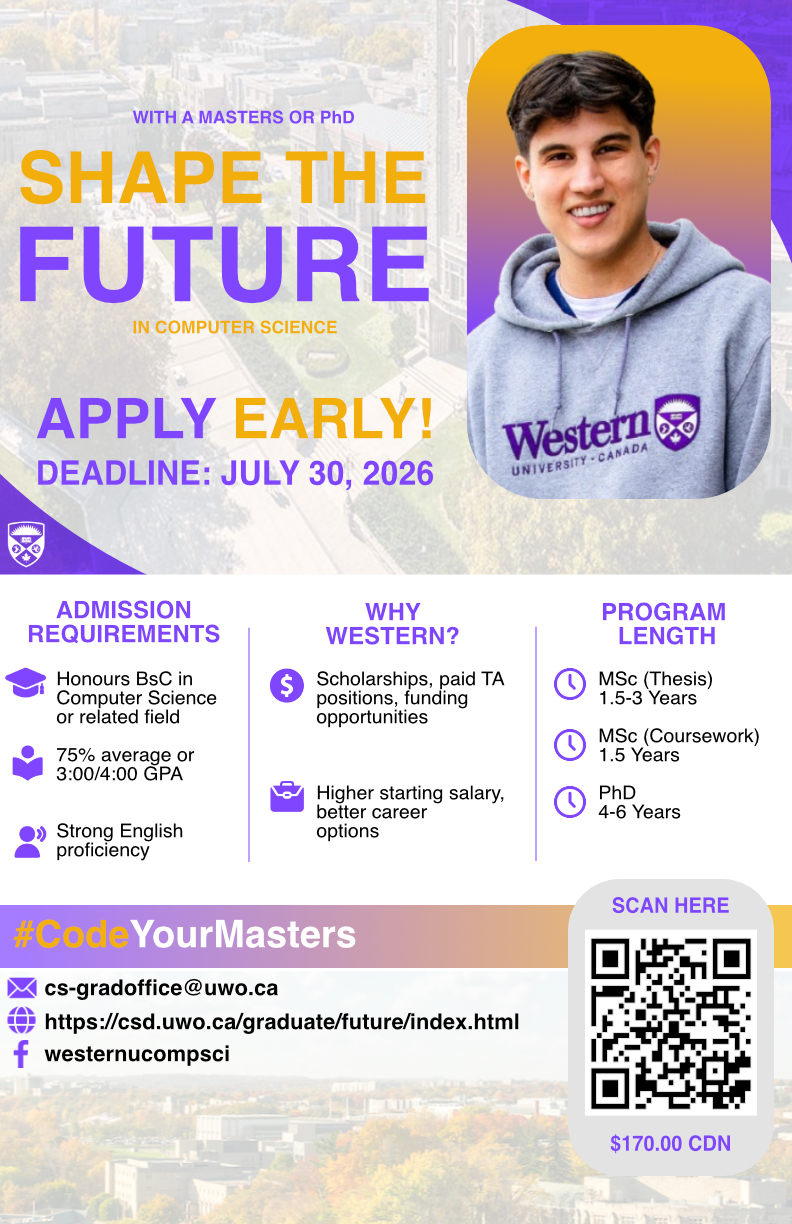 WITH A MASTERS OR PhD
SHAPE THE
FUTURE
IN COMPUTER SCIENCE
APPLY EARLY!
DEADLINE: JULY 30, 2026
Western
UNIVERSITY · CANADA
ADMISSION
REQUIREMENTS
Honours BsC in
Computer Science
or related field
75% average or
3:00/4:00 GPA
Strong English
proficiency
WHY
WESTERN?
Scholarships, paid TA
positions, funding
opportunities
Higher starting salary,
better career
options
PROGRAM
LENGTH
MSc (Thesis)
1.5-3 Years
MSc (Coursework)
1.5 Years
PhD
4-6 Years
#CodeYourMasters
cs-gradoffice@uwo.ca
https://csd.uwo.ca/graduate/future/index.html
westernucompsci
SCAN HERE
$170.00 CDN